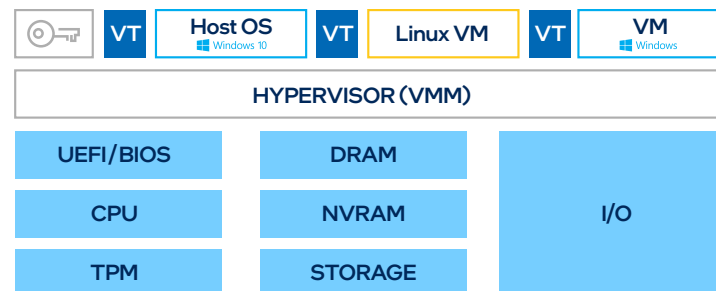 VT
Host OS
Windows 10
VT
Linux VM
VT
VM
Windows
HYPERVISOR (VMM)
UEFI/BIOS
DRAM
I/O
CPU
NVRAM
TPM
STORAGE